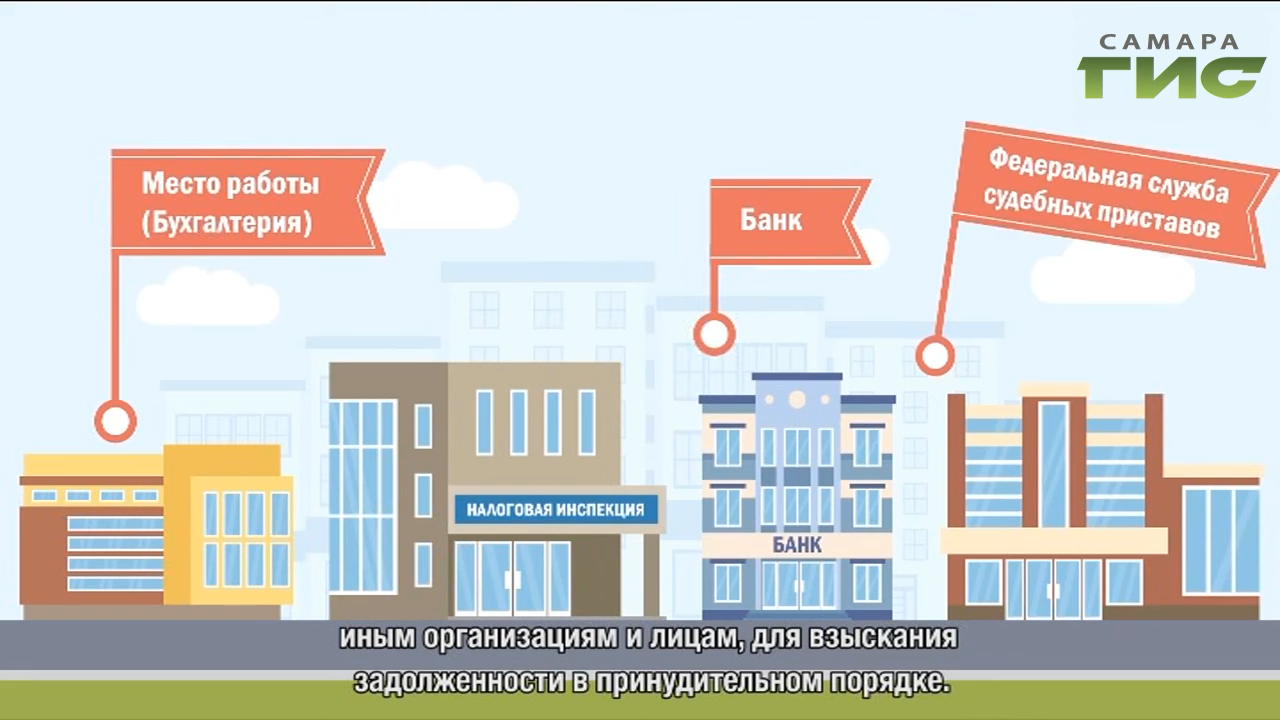 САМАРА
ГИС
Место работы
(Бухгалтерия)
Банк
Федеральная служба
судебных приставов
НАЛОГОВАЯ ИНСПЕКЦИЯ
БАНК
иным организациям и лицам, для взыскания
задолженности в принудительном порядке.